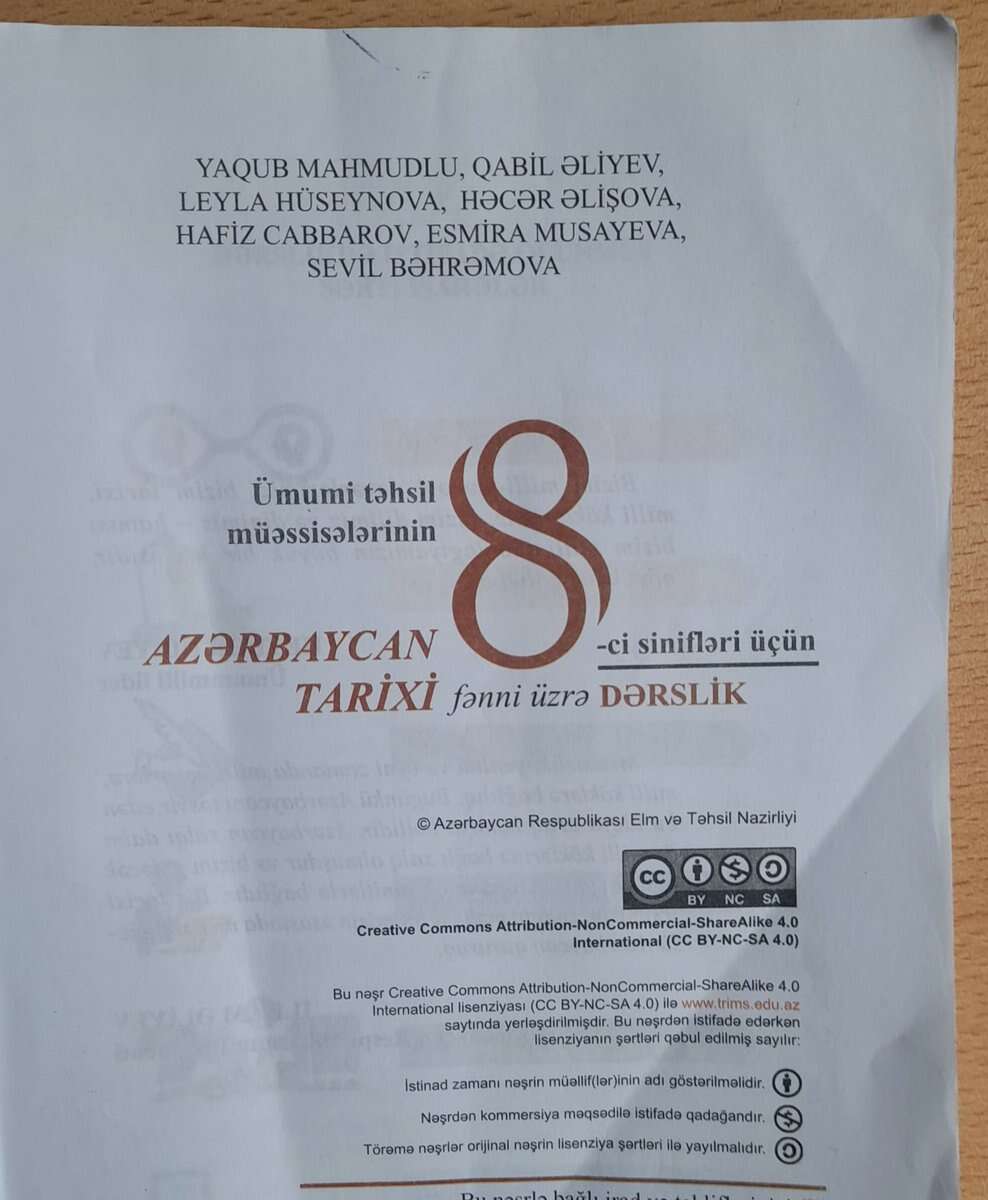 YAQUB MAHMUDLU, QABİL ƏLİYEV,
LEYLA HÜSEYNOVA, HƏCƏR ƏLİŞOVA,
HAFİZ CABBAROV, ESMİRA MUSAYEVA,
SEVİL BƏHRƏMOVA
Ümumi təhsil
müəssisələrinin
8
-ci sinifləri üçün
AZƏRBAYCAN
TARİXİ fənni üzrə DƏRSLİK
© Azərbaycan Respublikası Elm və Təhsil Nazirliyi
cc
BY NC SA
Creative Commons Attribution-NonCommercial-ShareAlike 4.0
International (CC BY-NC-SA 4.0)
Bu nəşr Creative Commons Attribution-NonCommercial-ShareAlike 4.0
International lisenziyası (CC BY-NC-SA 4.0) ilə www.trims.edu.az
saytında yerləşdirilmişdir. Bu nəşrdən istifadə edərkən
lisenziyanın şərtləri qəbul edilmiş sayılır:
İstinad zamanı nəşrin müəllif(lər)inin adı göstərilməlidir.
Nəşrdən kommersiya məqsədilə istifadə qadağandır.
Törəmə nəşrlər orijinal nəşrin lisenziya şərtləri ilə yayılmalıdır.
Bu nəşrlə bağlı irad və